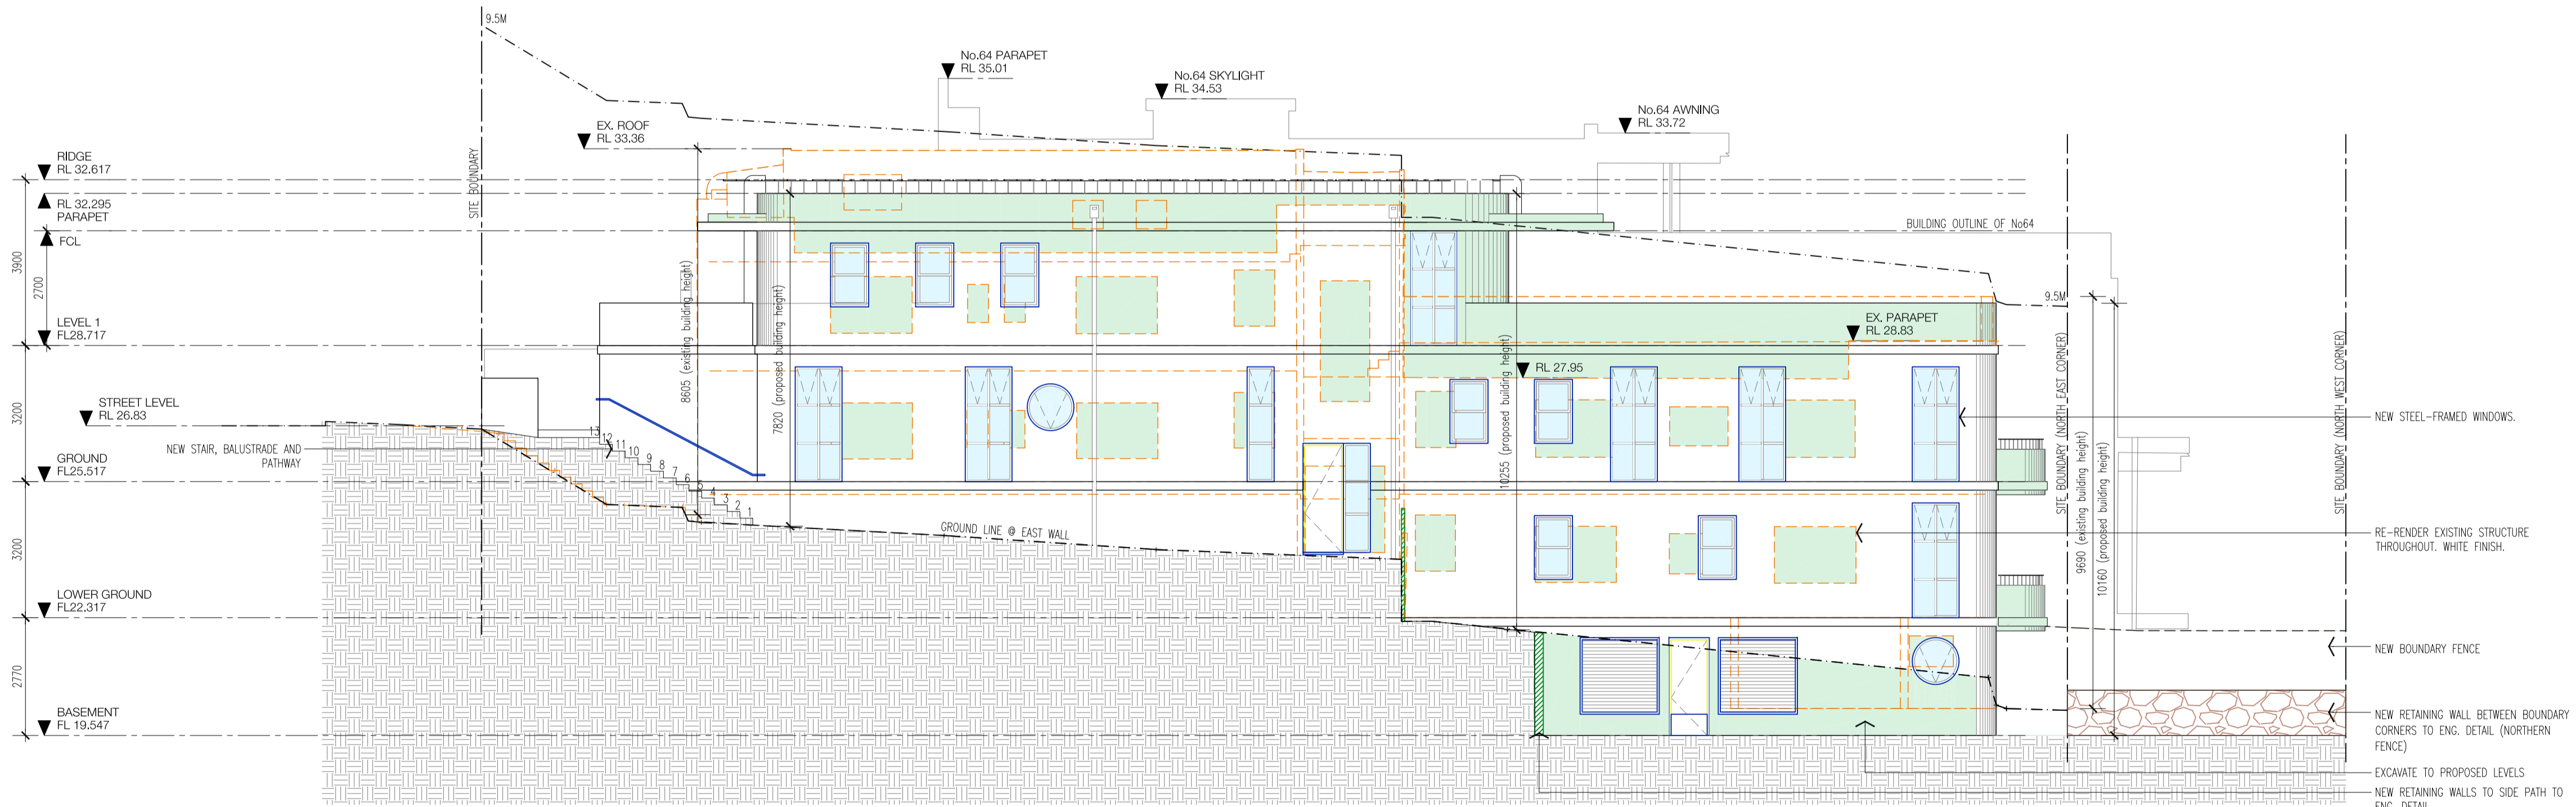 9.5M
No.64 PARAPET
RL 35.01
No.64 SKYLIGHT
RL 34.53
No.64 AWNING
RL 33.72
EX. ROOF
RL 33.36
RIDGE
RL 32.617
RL 32.295
PARAPET
FCL
3900
2700
SITE BOUNDARY
BUILDING OUTLINE OF No64
LEVEL 1
FL28.717
8605 (existing building height)
7820 (proposed building height)
10255 (proposed building height)
9.5M
EX. PARAPET
RL 28.83
RL 27.95
STREET LEVEL
RL 26.83
3200
NEW STAIR, BALUSTRADE AND
PATHWAY
13
12
11
10
9
8
7
6
5
4
3
2
1
GROUND
FL25,517
GROUND LINE @ EAST WALL
3200
LOWER GROUND
FL22.317
2770
BASEMENT
FL 19.547
SITE BOUNDARY (NORTH EAST CORNER)
9690 (existing building height)
10160 (proposed building height)
SITE BOUNDARY (NORTH WEST CORNER)
NEW STEEL-FRAMED WINDOWS.
RE-RENDER EXISTING STRUCTURE
THROUGHOUT. WHITE FINISH.
NEW BOUNDARY FENCE
NEW RETAINING WALL BETWEEN BOUNDARY
CORNERS TO ENG. DETAIL (NORTHERN
FENCE)
EXCAVATE TO PROPOSED LEVELS
NEW RETAINING WALLS TO SIDE PATH TO
ENG. DETAIL